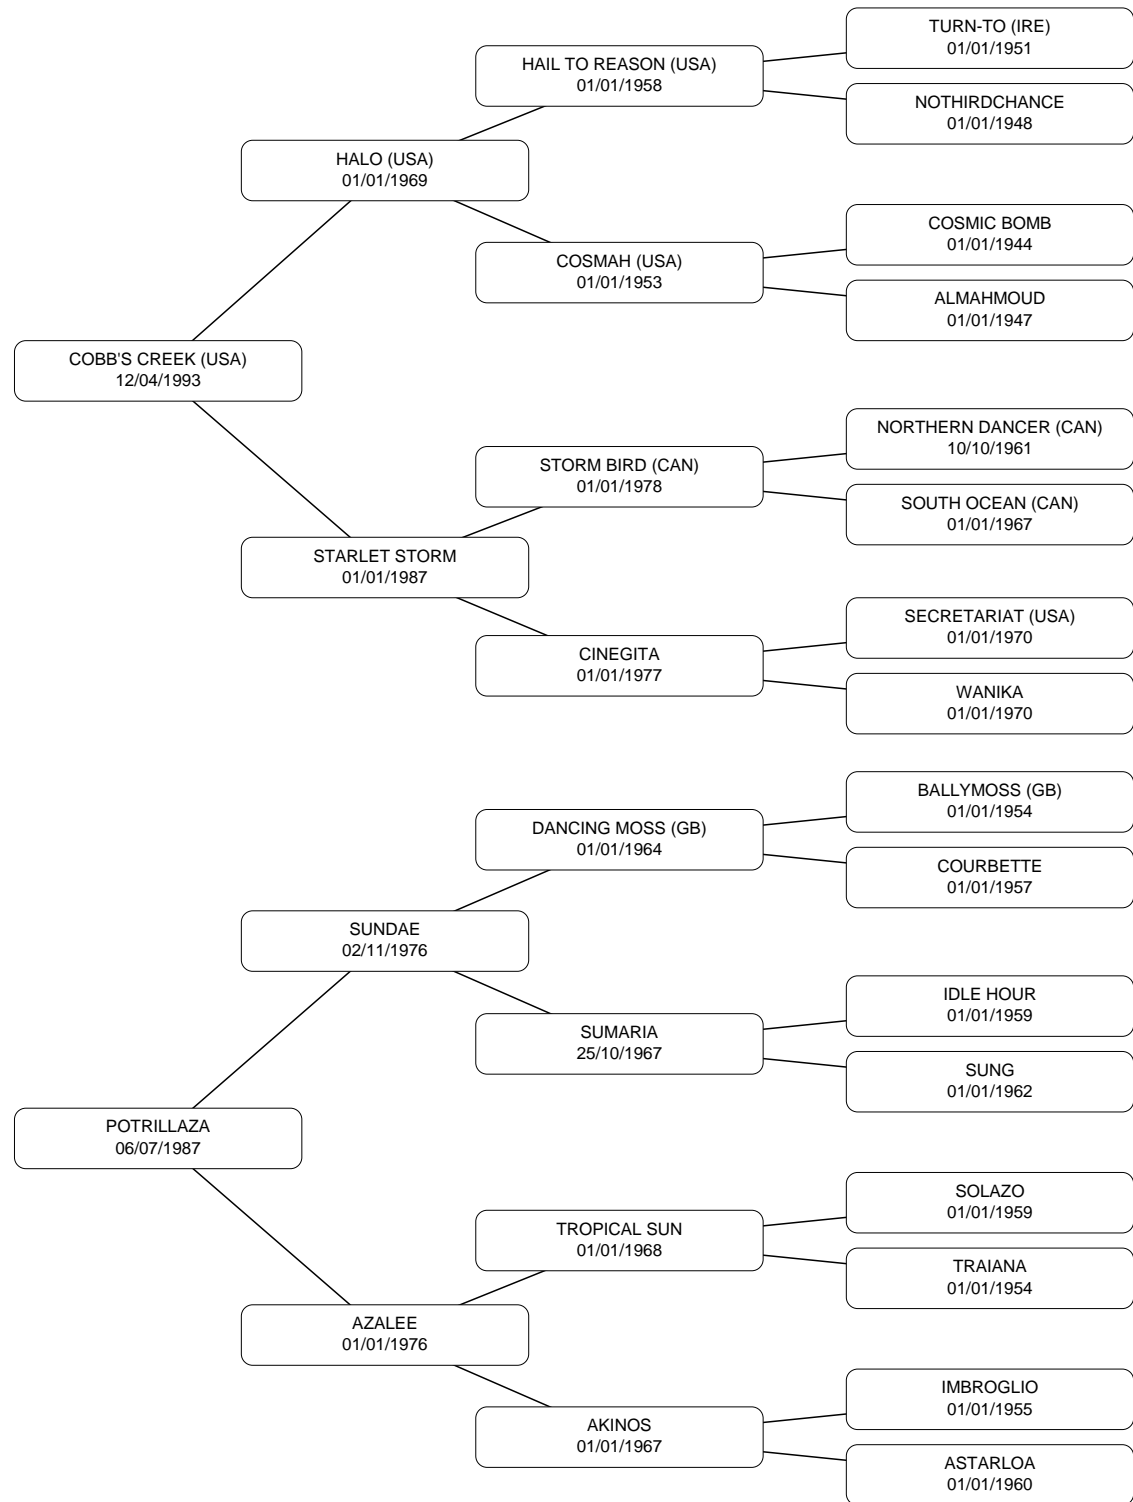 TURN-TO (IRE)
01/01/1951
HAIL TO REASON (USA)
01/01/1958
NOTHIRDCHANCE
01/01/1948
HALO (USA)
01/01/1969
COSMIC BOMB
01/01/1944
COSMAH (USA)
01/01/1953
ALMAHMOUD
01/01/1947
COBB'S CREEK (USA)
12/04/1993
NORTHERN DANCER (CAN)
10/10/1961
STORM BIRD (CAN)
01/01/1978
SOUTH OCEAN (CAN)
01/01/1967
STARLET STORM
01/01/1987
SECRETARIAT (USA)
01/01/1970
CINEGITA
01/01/1977
WANIKA
01/01/1970
BALLYMOSS (GB)
01/01/1954
DANCING MOSS (GB)
01/01/1964
COURBETTE
01/01/1957
SUNDAE
02/11/1976
IDLE HOUR
01/01/1959
SUMARIA
25/10/1967
SUNG
01/01/1962
POTRILLAZA
06/07/1987
SOLAZO
01/01/1959
TROPICAL SUN
01/01/1968
TRAIANA
01/01/1954
AZALEE
01/01/1976
IMBROGLIO
01/01/1955
AKINOS
01/01/1967
ASTARLOA
01/01/1960